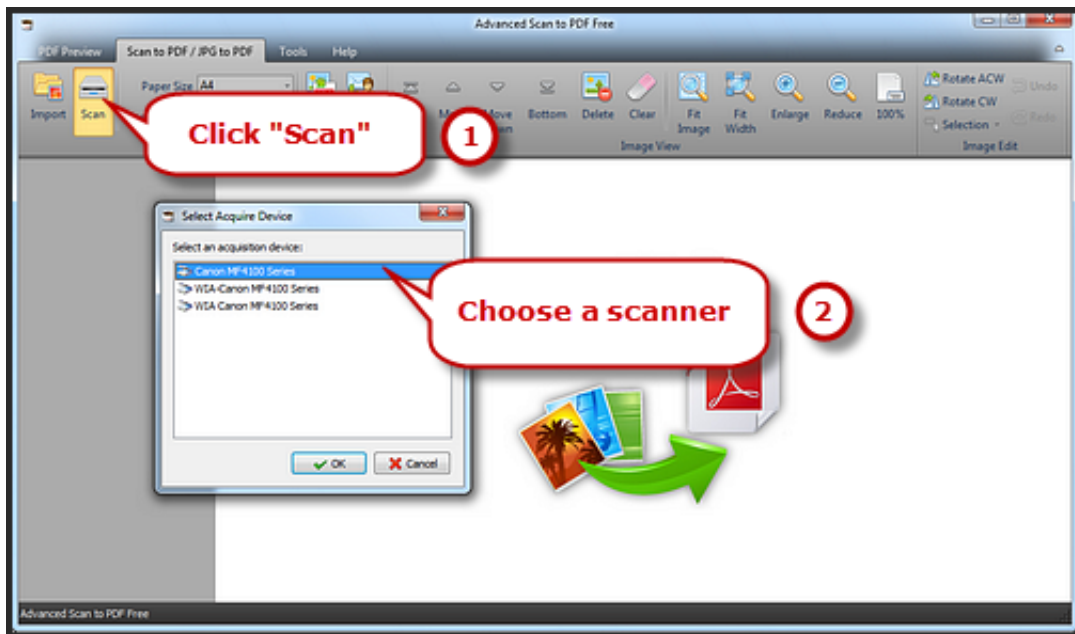 Advanced Scan to PDF Free
PDF Preview Scan to PDF / JPG to PDF Tools Help
Import Scan
Paper Size A4
Bottom Delete Clear Fit Image Fit Width Enlarge Reduce 100%
Rotate ACW
Undo
Rotate CW
Redo
Selection
Image View
Image Edit
Click "Scan"
1
Select Acquire Device
Select an acquisition device:
Canon MF4100 Series
WIA-Canon MF4100 Series
WIA Canon MF4100 Series
Choose a scanner
2
OK Cancel
Advanced Scan to PDF Free